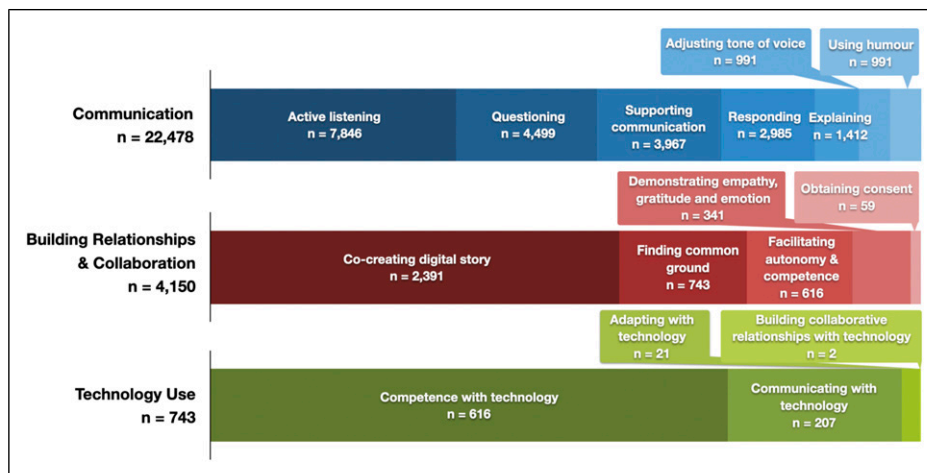 Adjusting tone of voice
n = 991
Using humour
n = 991
Communication
n = 22,478
Active listening
n = 7,846
Questioning
n = 4,499
Supporting
communication
n = 3,967
Responding
n = 2,985
Explaining
n = 1,412
Demonstrating empathy,
gratitude and emotion
n = 341
Obtaining consent
n = 59
Building Relationships
& Collaboration
n = 4,150
Co-creating digital story
n = 2,391
Finding common
ground
n = 743
Facilitating
autonomy &
competence
n = 616
Adapting with
technology
n = 21
Building collaborative
relationships with technology
n = 2
Technology Use
n = 743
Competence with technology
n = 616
Communicating with
technology
n = 207